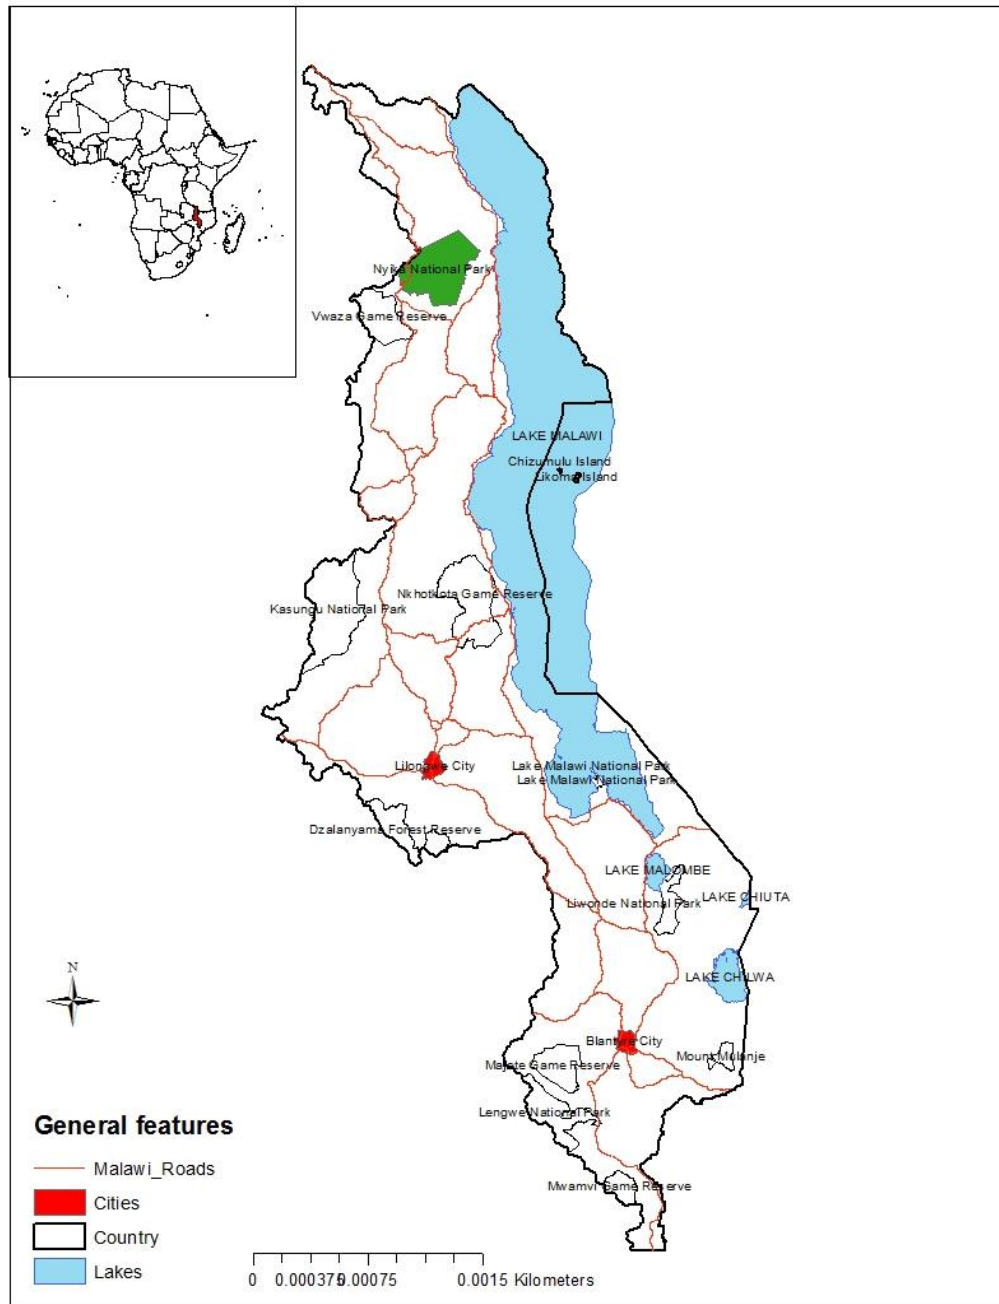 Nyika National Park
Vwaza Game Reserve
LAKE MALAWI
Chizumulu Island
Likoma Island
Nkhotkota Game Reserve
Kasungu National Park
Lilongwe City
Lake Malawi National Park
Lake Malawi National Park
Dzalanyama Forest Reserve
LAKE MALOMBE
LAKE CHIUTA
Liwonde National Park
N
LAKE CHILWA
Blantyre City
Mount Mulanje
Majete Game Reserve
Lengwe National Park
Mwamvi Game Reserve
General features
Malawi_Roads
Cities
Country
Lakes
0 0.000375 0.00075 0.0015 Kilometers